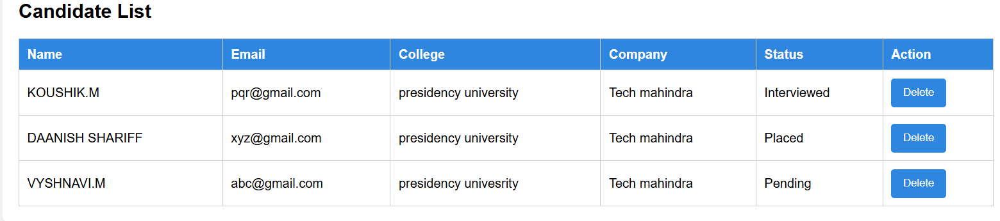 Candidate List
Name Email College Company Status Action
KOUSHIK.M pqr@gmail.com presidency university Tech mahindra Interviewed Delete
DAANISH SHARIFF xyz@gmail.com presidency university Tech mahindra Placed Delete
VYSHNAVI.M abc@gmail.com presidency univesrity Tech mahindra Pending Delete